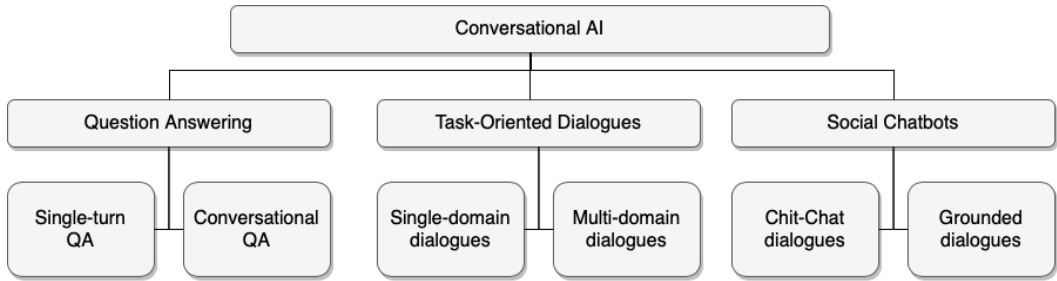 Conversational AI
Question Answering
Task-Oriented Dialogues
Social Chatbots
Single-turn
QA
Conversational
QA
Single-domain
dialogues
Multi-domain
dialogues
Chit-Chat
dialogues
Grounded
dialogues